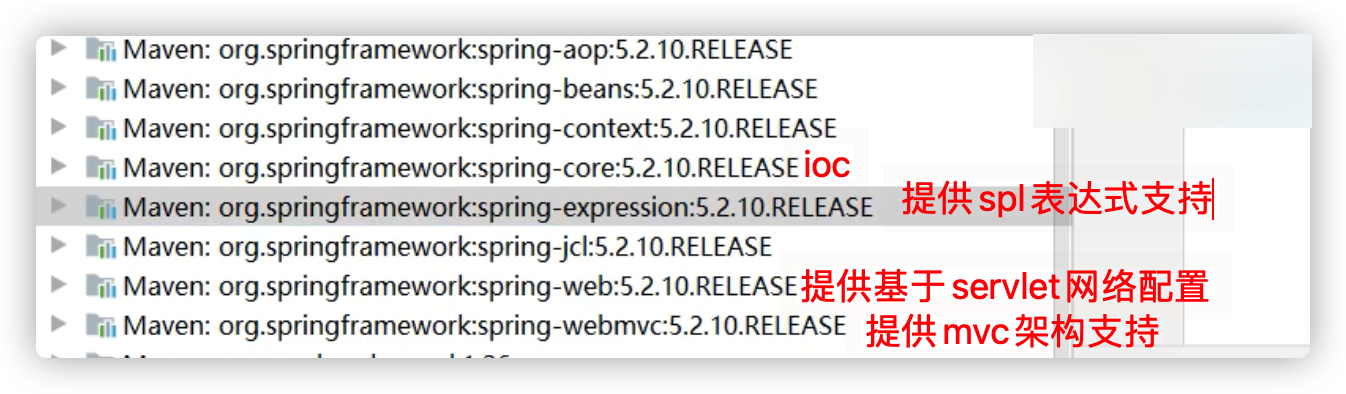 Maven: org.springframework:spring-aop:5.2.10.RELEASE
Maven: org.springframework:spring-beans:5.2.10.RELEASE
Maven: org.springframework:spring-context:5.2.10.RELEASE
Maven: org.springframework:spring-core:5.2.10.RELEASE ioc
Maven: org.springframework:spring-expression:5.2.10.RELEASE 提供spl表达式支持
Maven: org.springframework:spring-jcl:5.2.10.RELEASE
Maven: org.springframework:spring-web:5.2.10.RELEASE 提供基于servlet网络配置
Maven: org.springframework:spring-webmvc:5.2.10.RELEASE 提供mvc架构支持